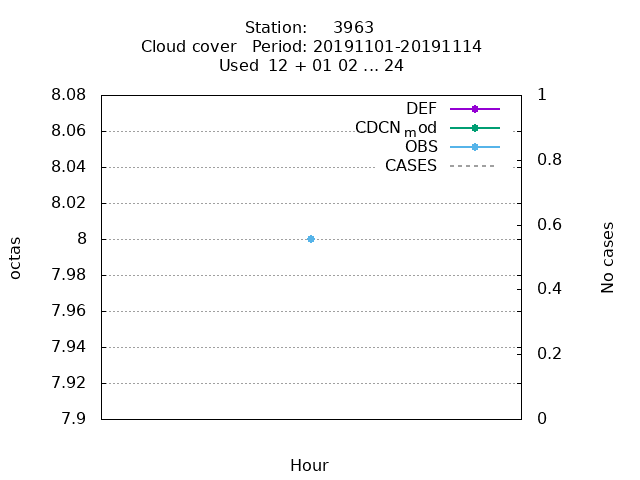 Station: 3963
Cloud cover Period: 20191101-20191114
Used 12 + 01 02 ... 24
8.08
8.06
8.04
8.02
8
7.98
7.96
7.94
7.92
7.9
1
0.8
0.6
0.4
0.2
0
DEF
CDCNmod
OBS
CASES
octas
No cases
Hour